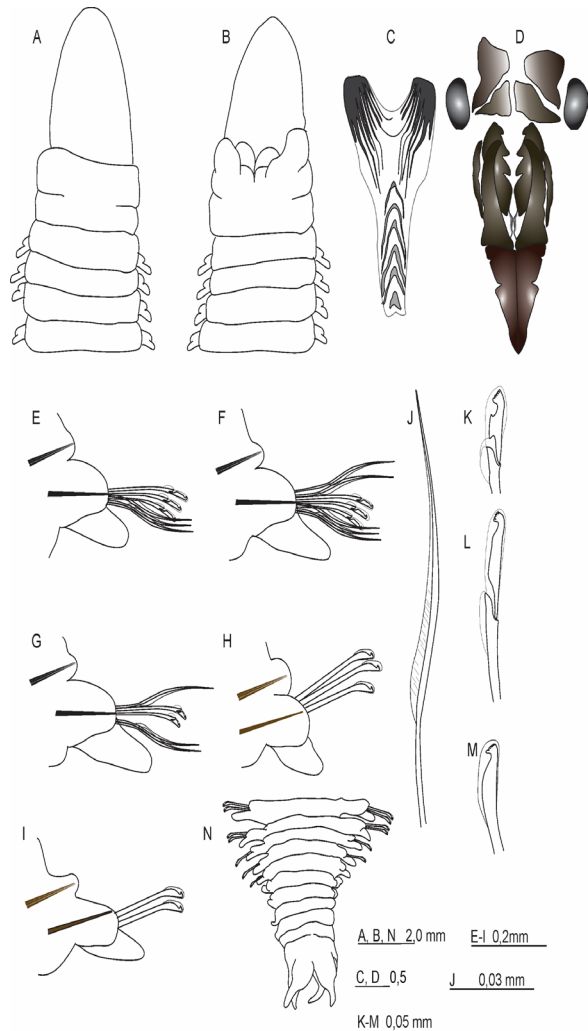 A B C D
E F J K
L
G H
M
I N
A, B, N 2,0 mm E-I 0,2mm
C, D 0,5 J 0,03 mm
K-M 0,05 mm